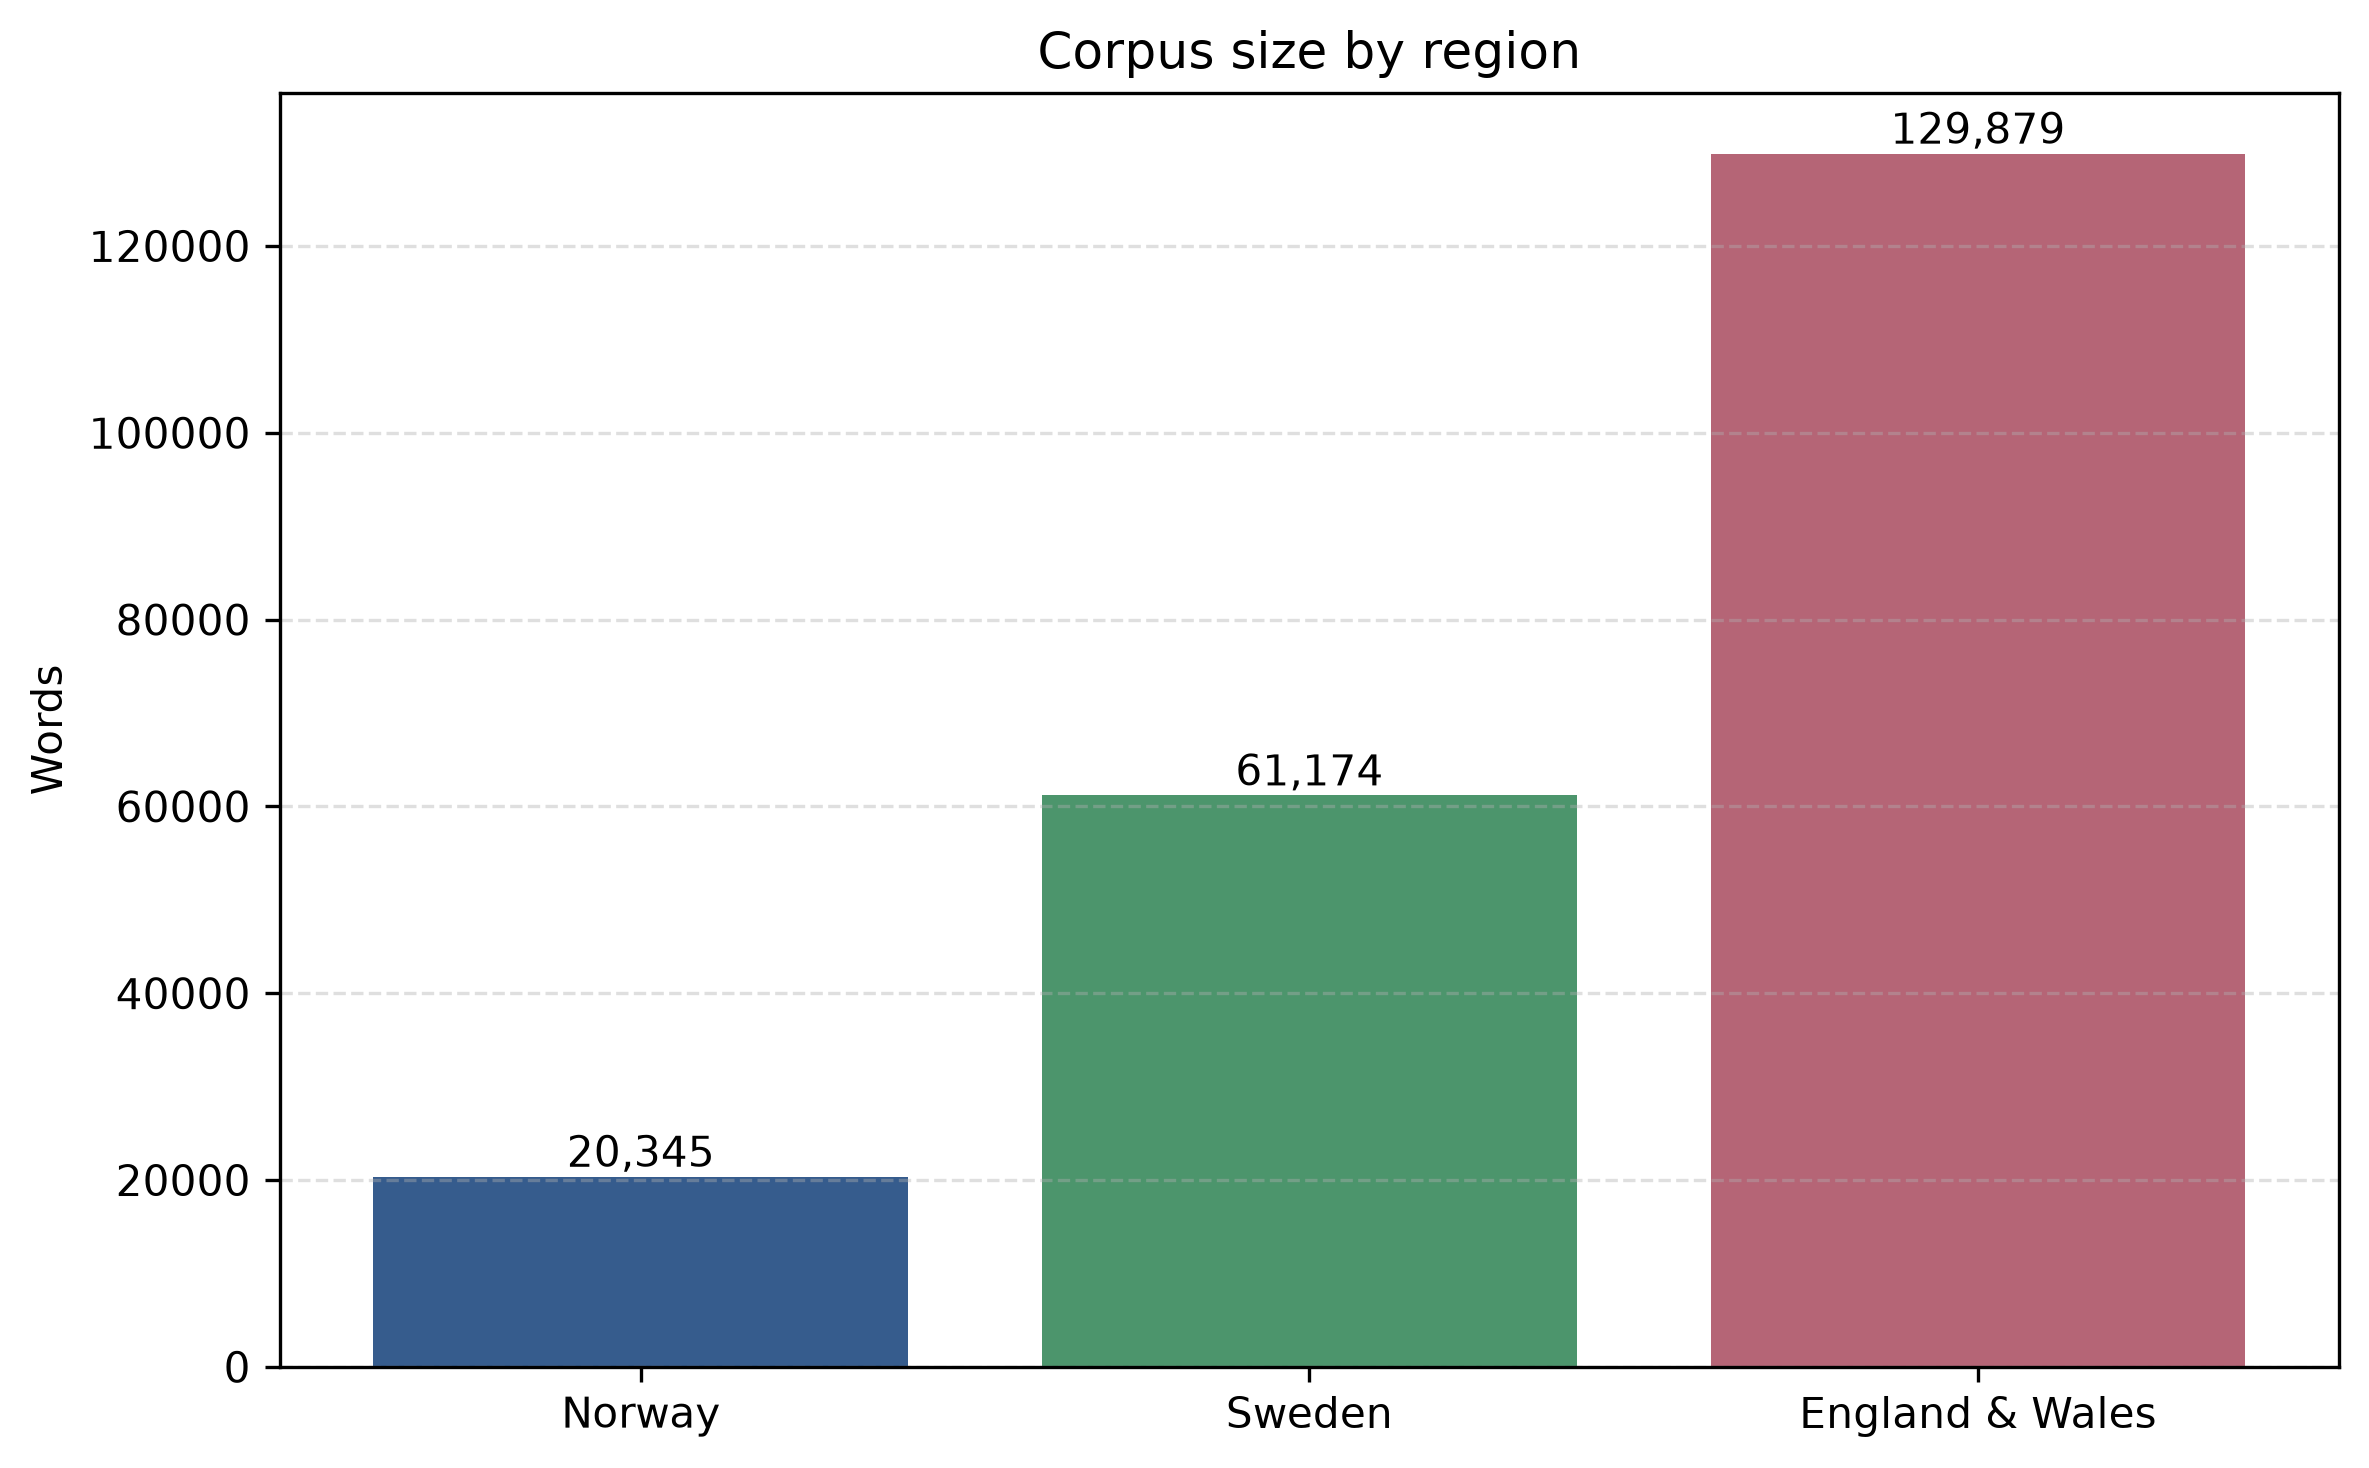 Corpus size by region
129,879
120000
100000
80000
61,174
60000
40000
20,345
20000
0
Words
Norway
Sweden
England & Wales